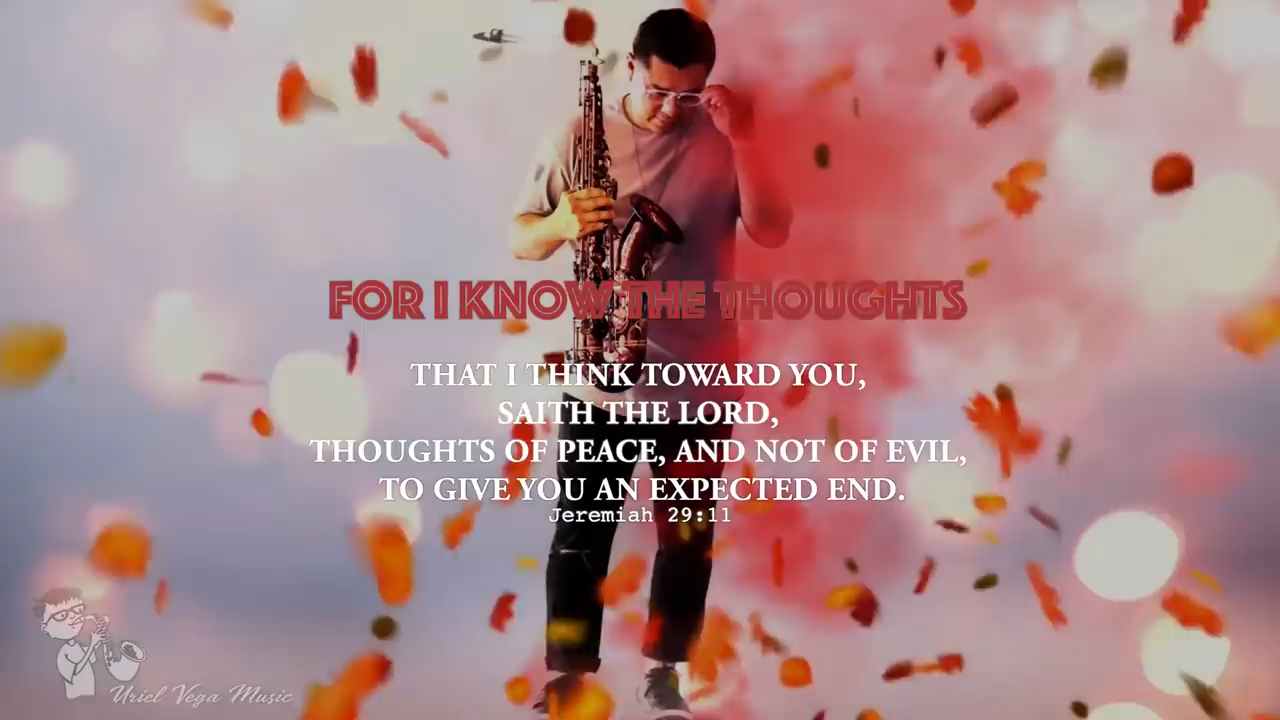 FOR I KNOW THE THOUGHTS
THAT I THINK TOWARD YOU,
SAITH THE LORD,
THOUGHTS OF PEACE, AND NOT OF EVIL,
TO GIVE YOU AN EXPECTED END.
Jeremiah 29:11
Uriel Vega Music